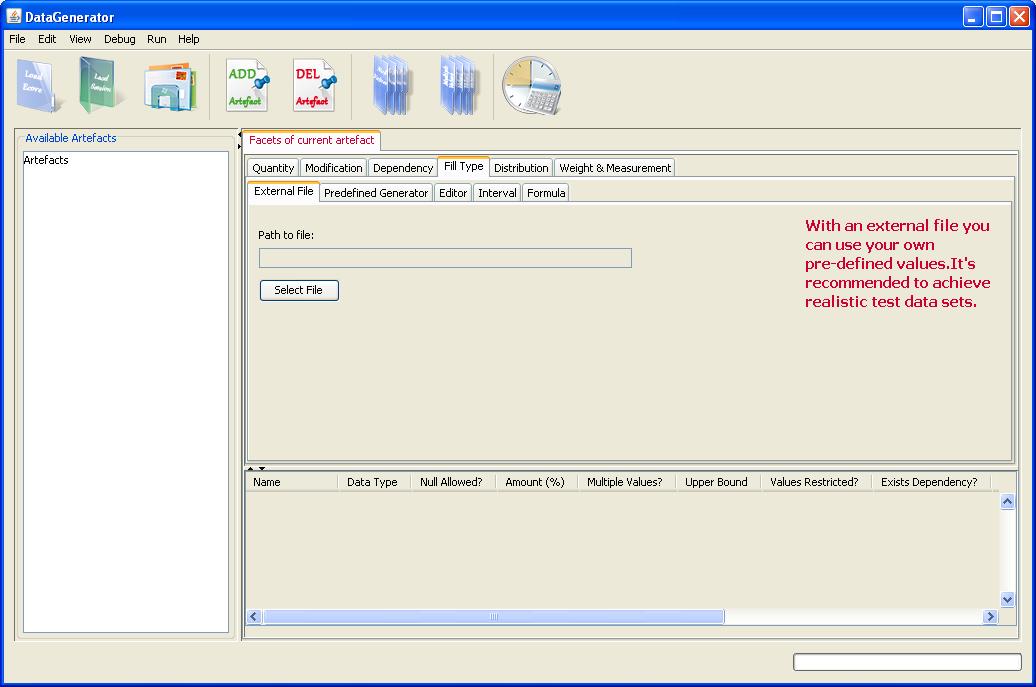 DataGenerator
File Edit View Debug Run Help
Load
Ecore
Load
Session
ADD
Artefact
DEL
Artefact
Available Artefacts
Artefacts
Facets of current artefact
Quantity Modification Dependency Fill Type Distribution Weight & Measurement
External File Predefined Generator Editor Interval Formula
Path to file:
Select File
With an external file you
can use your own
pre-defined values.It's
recommended to achieve
realistic test data sets.
Name Data Type Null Allowed? Amount (%) Multiple Values? Upper Bound Values Restricted? Exists Dependency?